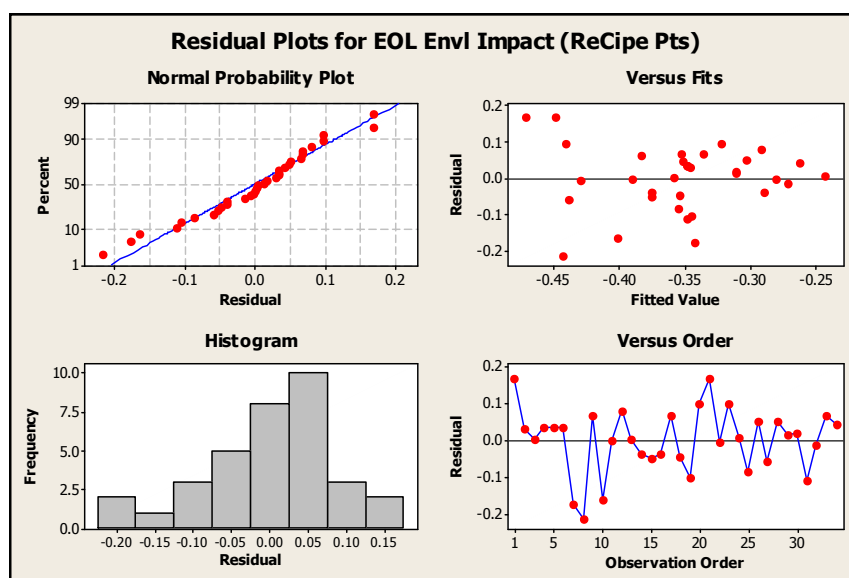 Residual Plots for EOL Envl Impact (ReCipe Pts)
Normal Probability Plot
99
90
50
10
1
Percent
-0.2 -0.1 0.0 0.1 0.2
Residual
Versus Fits
0.2
0.1
0.0
-0.1
-0.2
Residual
-0.45 -0.40 -0.35 -0.30 -0.25
Fitted Value
Histogram
10.0
7.5
5.0
2.5
0.0
Frequency
-0.20 -0.15 -0.10 -0.05 0.00 0.05 0.10 0.15
Residual
Versus Order
0.2
0.1
0.0
-0.1
-0.2
Residual
1 5 10 15 20 25 30
Observation Order